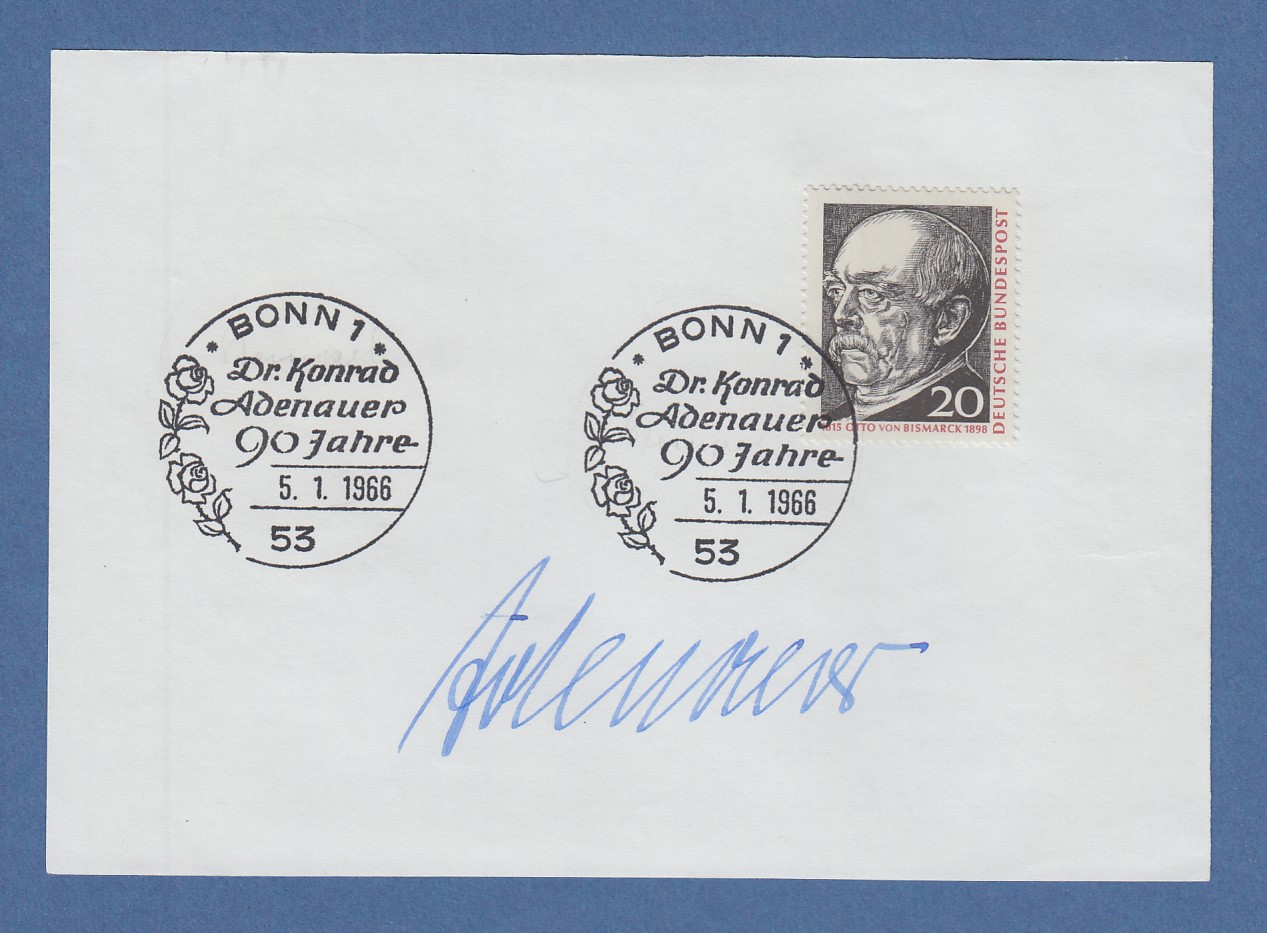 BONN 1
Dr. Konrad
Adenauer
90 Jahre
5. 1. 1966
53
BONN 1
Dr. Konrad
Adenauer
90 Jahre
5. 1. 1966
53
DEUTSCHE BUNDESPOST
20
1815 OTTO VON BISMARCK 1898
Adenauer